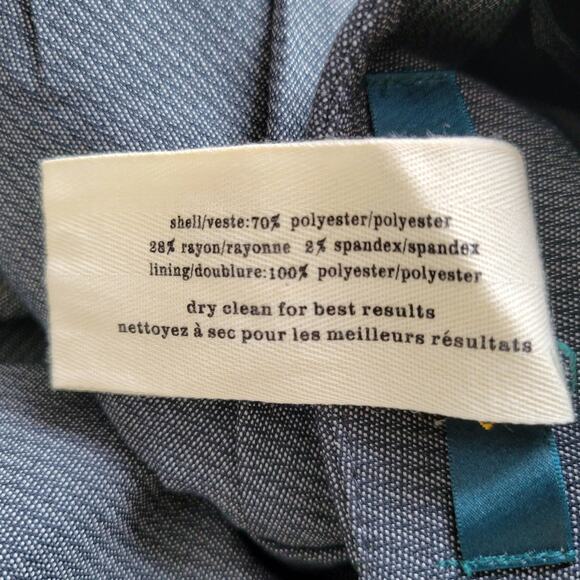 shell/veste:70% polyester/polyester
28% rayon/rayonne 2% spandex/spandex
lining/doublure:100% polyester/polyester
dry clean for best results
nettoyez à sec pour les meilleurs résultats